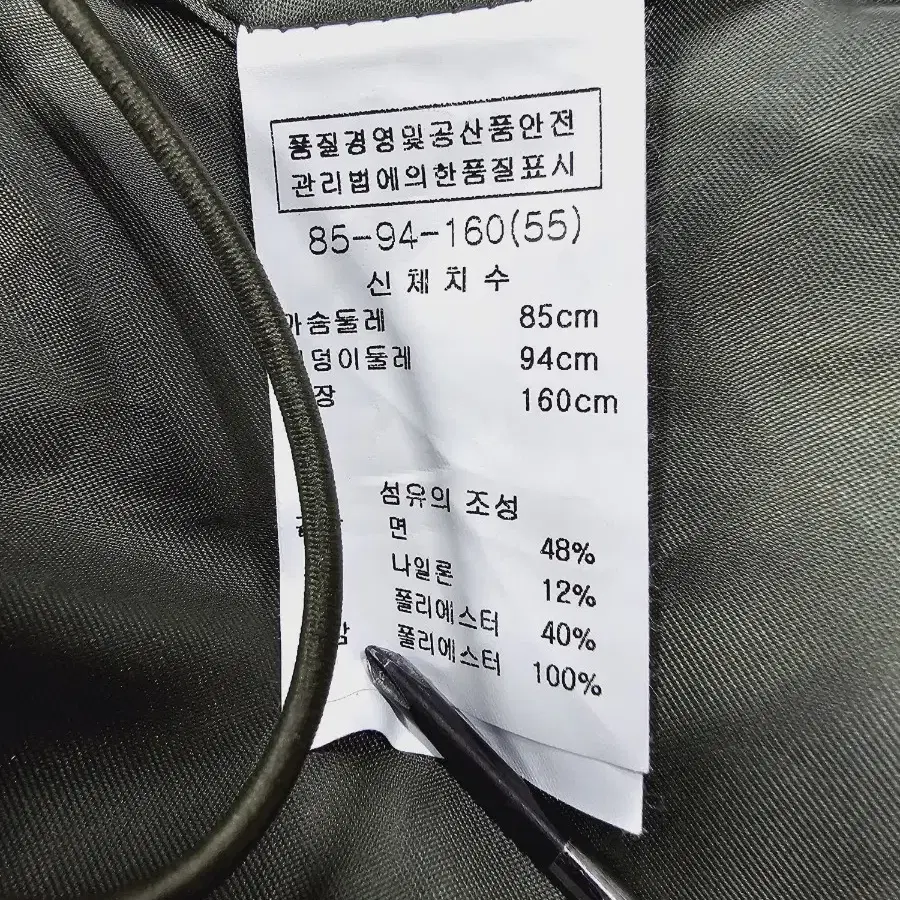 품질경영및공산품안전
관리법에의한품질표시
85-94-160(55)
신체치수
가슴둘레 85cm
덩이둘레 94cm
장 160cm
섬유의 조성
면 48%
나일론 12%
폴리에스터 40%
감 폴리에스터 100%